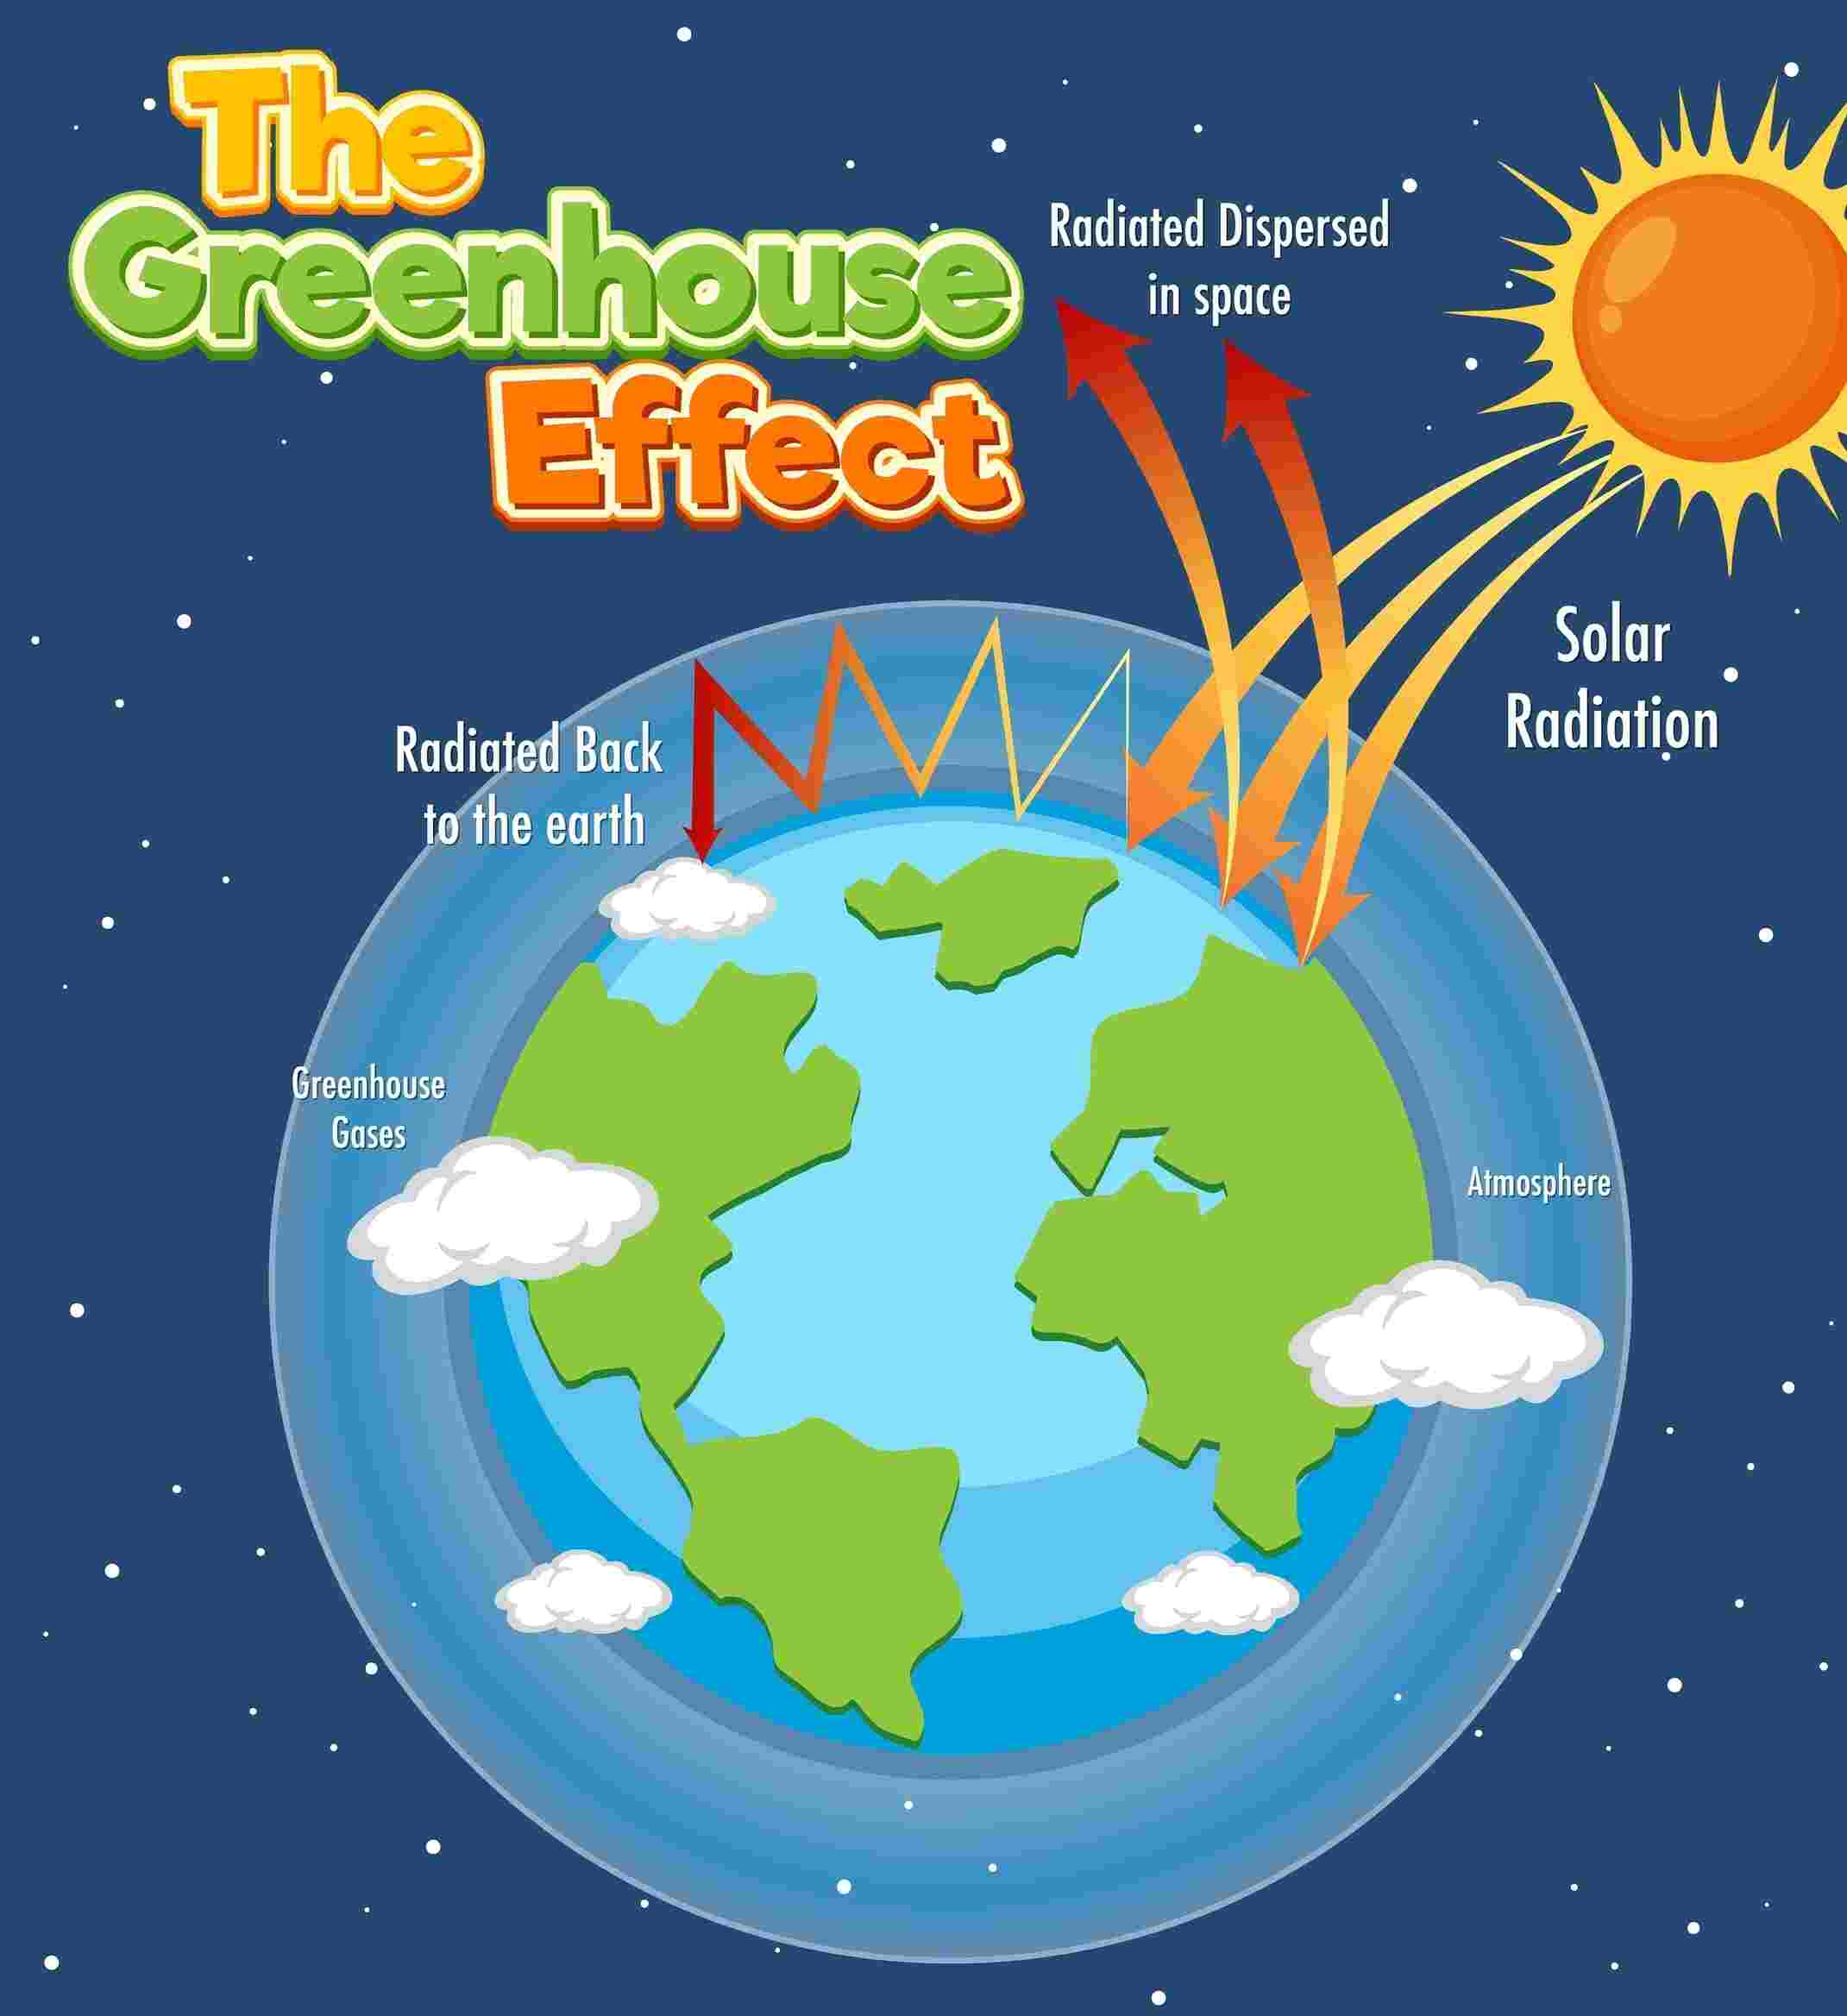 The
Greenhouse
Effect
Radiated Dispersed
in space
Solar
Radiation
Radiated Back
to the earth
Greenhouse
Gases
Atmosphere